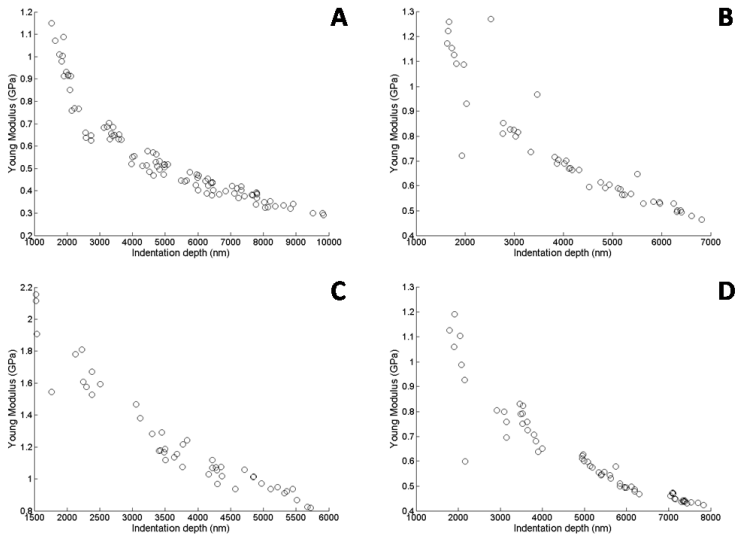 A
Young Modulus (GPa)
1.2
1.1
1
0.9
0.8
0.7
0.6
0.5
0.4
0.3
0.2
1000 2000 3000 4000 5000 6000 7000 8000 9000 10000
Indentation depth (nm)
B
Young Modulus (GPa)
1.3
1.2
1.1
1
0.9
0.8
0.7
0.6
0.5
0.4
1000 2000 3000 4000 5000 6000 7000
Indentation depth (nm)
C
Young Modulus (GPa)
2.2
2
1.8
1.6
1.4
1.2
1
0.8
1500 2000 2500 3000 3500 4000 4500 5000 5500 6000
Indentation depth (nm)
D
Young Modulus (GPa)
1.3
1.2
1.1
1
0.9
0.8
0.7
0.6
0.5
0.4
1000 2000 3000 4000 5000 6000 7000 8000
Indentation depth (nm)